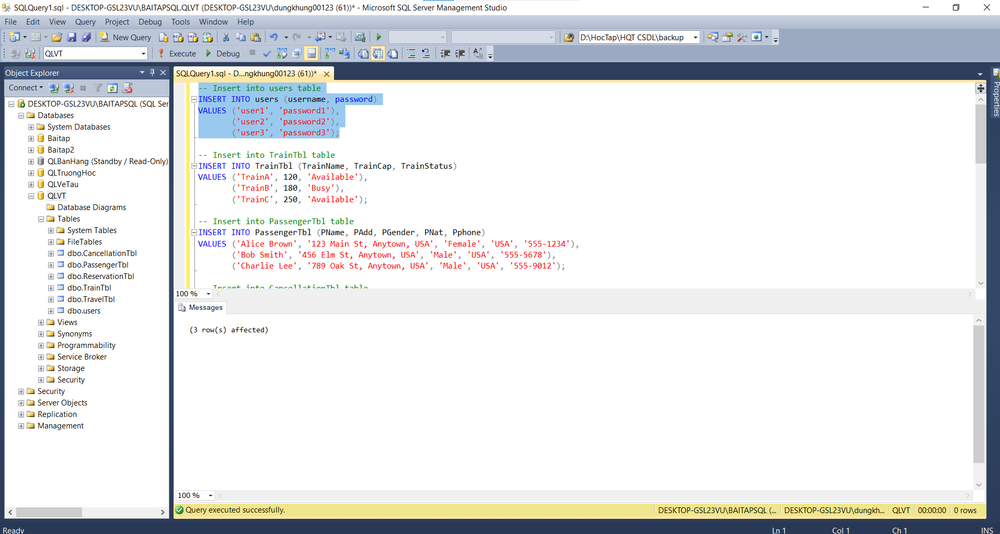 SQLQuery1.sql - DESKTOP-GSL23VU\BAITAPSQL.QLVT (DESKTOP-GSL23VU\dungkhung00123 (61))* - Microsoft SQL Server Management Studio
File Edit View Query Project Debug Tools Window Help
New Query D:\HocTap\HQT CSDL\backup
QLVT Execute Debug
Object Explorer
Connect
DESKTOP-GSL23VU\BAITAPSQL (SQL Ser
Databases
System Databases
Baitap
Baitap2
QLBanHang (Standby / Read-Only)
QLTruongHoc
QLVeTau
QLVT
Database Diagrams
Tables
System Tables
FileTables
dbo.CancellationTbl
dbo.PassengerTbl
dbo.ReservationTbl
dbo.TrainTbl
dbo.TravelTbl
dbo.users
Views
Synonyms
Programmability
Service Broker
Storage
Security
Security
Server Objects
Replication
Management
SQLQuery1.sql - D...ngkhung00123 (61))*
-- Insert into users table
INSERT INTO users (username, password)
VALUES ('user1', 'password1'),
('user2', 'password2'),
('user3', 'password3');
-- Insert into TrainTbl table
INSERT INTO TrainTbl (TrainName, TrainCap, TrainStatus)
VALUES ('TrainA', 120, 'Available'),
('TrainB', 180, 'Busy'),
('TrainC', 250, 'Available');
-- Insert into PassengerTbl table
INSERT INTO PassengerTbl (PName, PAdd, PGender, PNat, Pphone)
VALUES ('Alice Brown', '123 Main St, Anytown, USA', 'Female', 'USA', '555-1234'),
('Bob Smith', '456 Elm St, Anytown, USA', 'Male', 'USA', '555-5678'),
('Charlie Lee', '789 Oak St, Anytown, USA', 'Male', 'USA', '555-9012');
Insert into CancellationTbl table
100 %
Messages
(3 row(s) affected)
100 %
Query executed successfully. DESKTOP-GSL23VU\BAITAPSQL (... DESKTOP-GSL23VU\dungkh... QLVT 00:00:00 0 rows
Properties
Ready Ln 1 Col 1 Ch 1 INS